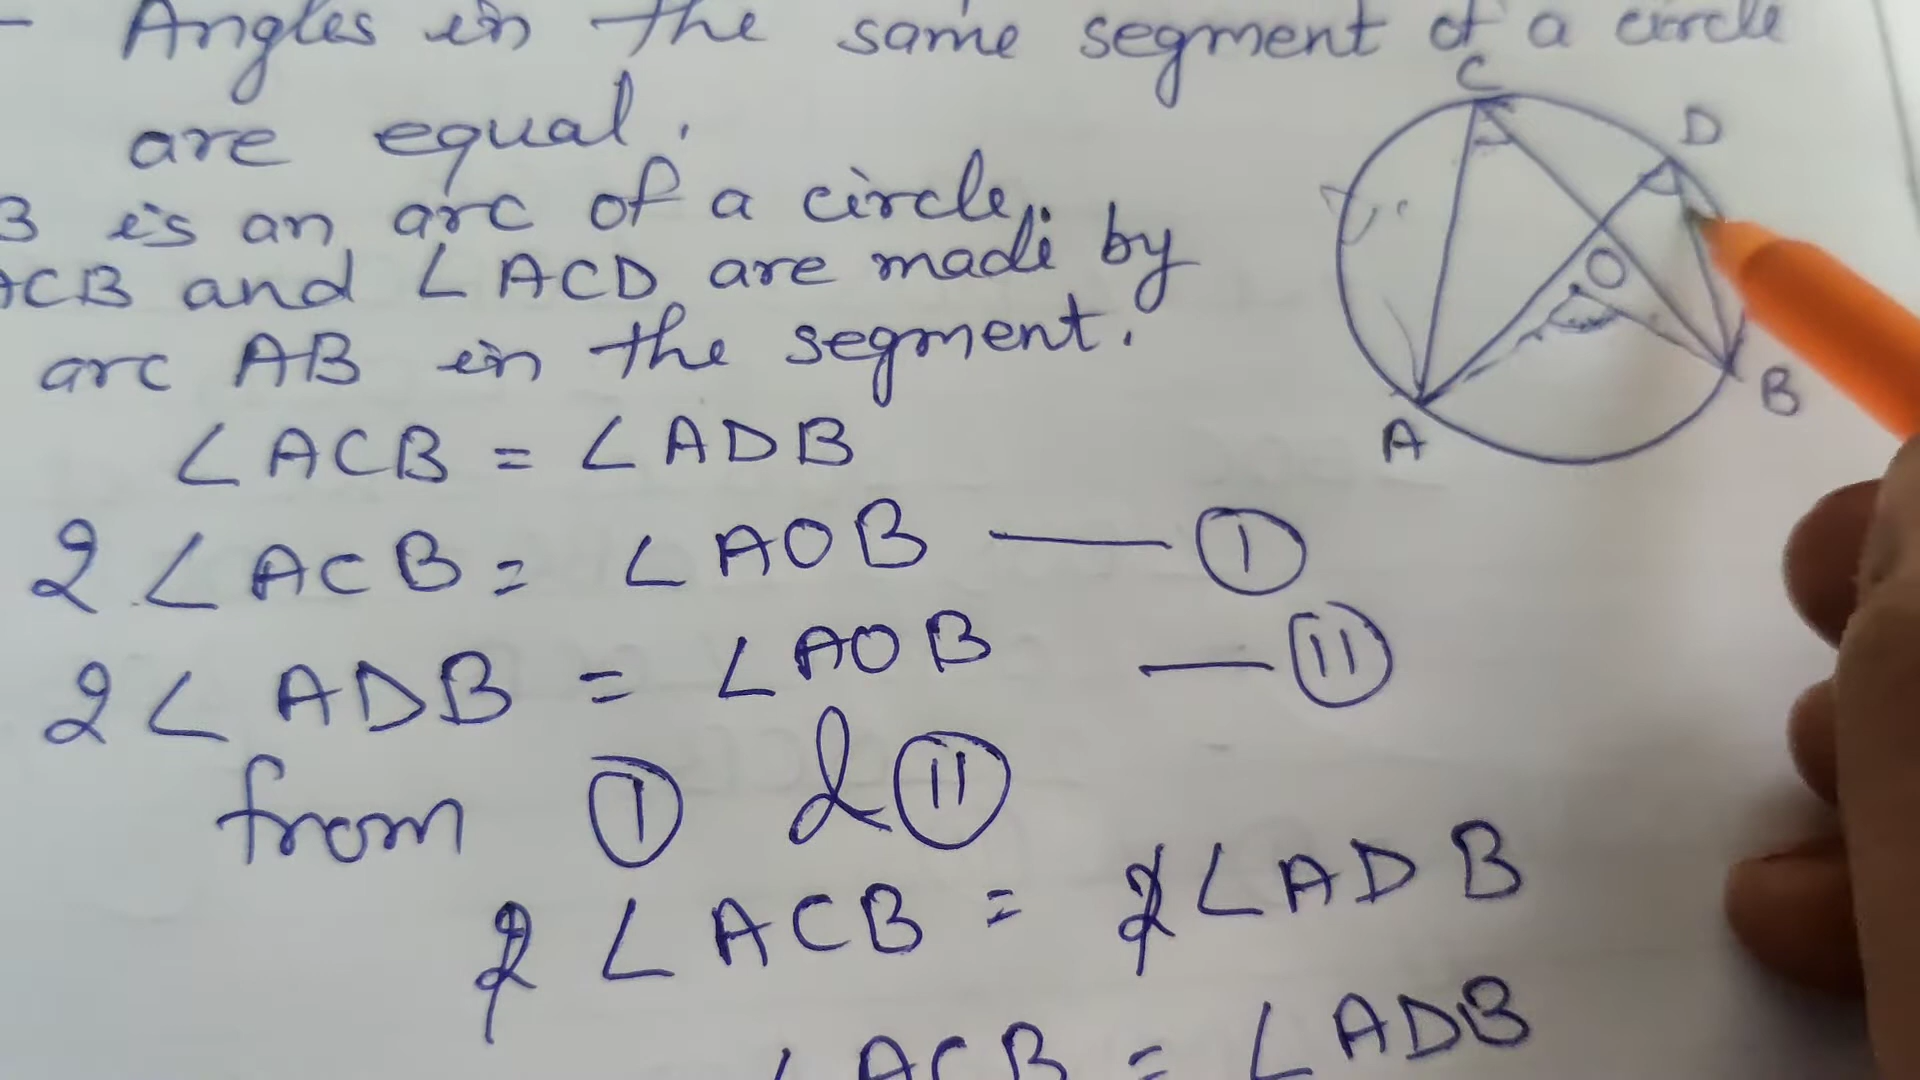 - Angles in the same segment of a circle
are equal.
B is an arc of a circle,
ACB and ∠ACD are made by
arc AB in the segment.
∠ACB = ∠ADB
2∠ACB = ∠AOB — I
2∠ADB = ∠AOB — II
from I & II
2∠ACB = 2∠ADB
∠ACB = ∠ADB
C
D
O
B
A